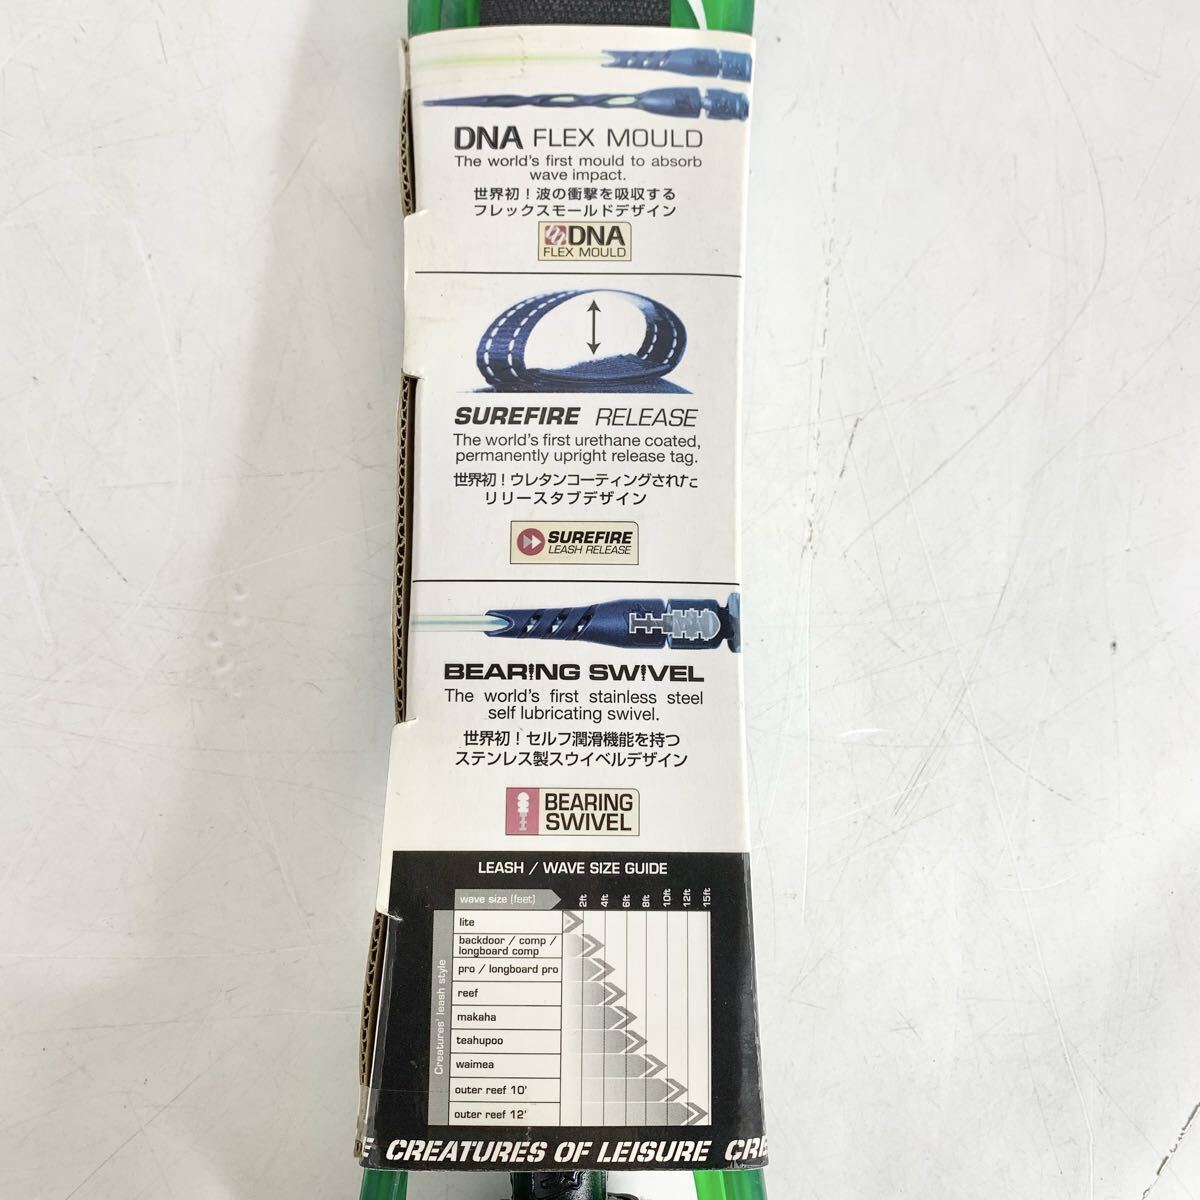 DNA FLEX MOULD
The world's first mould to absorb
wave impact.
世界初！波の衝撃を吸収する
フレックスモールドデザイン
DNA
FLEX MOULD
SUREFIRE RELEASE
The world's first urethane coated,
permanently upright release tag.
世界初！ウレタンコーティングされた
リリースタブデザイン
SUREFIRE
LEASH RELEASE
BEARING SWIVEL
The world's first stainless steel
self lubricating swivel.
世界初！セルフ潤滑機能を持つ
ステンレス製スウイベルデザイン
BEARING
SWIVEL
LEASH / WAVE SIZE GUIDE
wave size (feet) 2ft 4ft 6ft 8ft 10ft 12ft 15ft
Creatures' leash style
lite
backdoor / comp /
longboard comp
pro / longboard pro
reef
makaha
teahupoo
waimea
outer reef 10'
outer reef 12'
E CREATURES OF LEISURE CRE